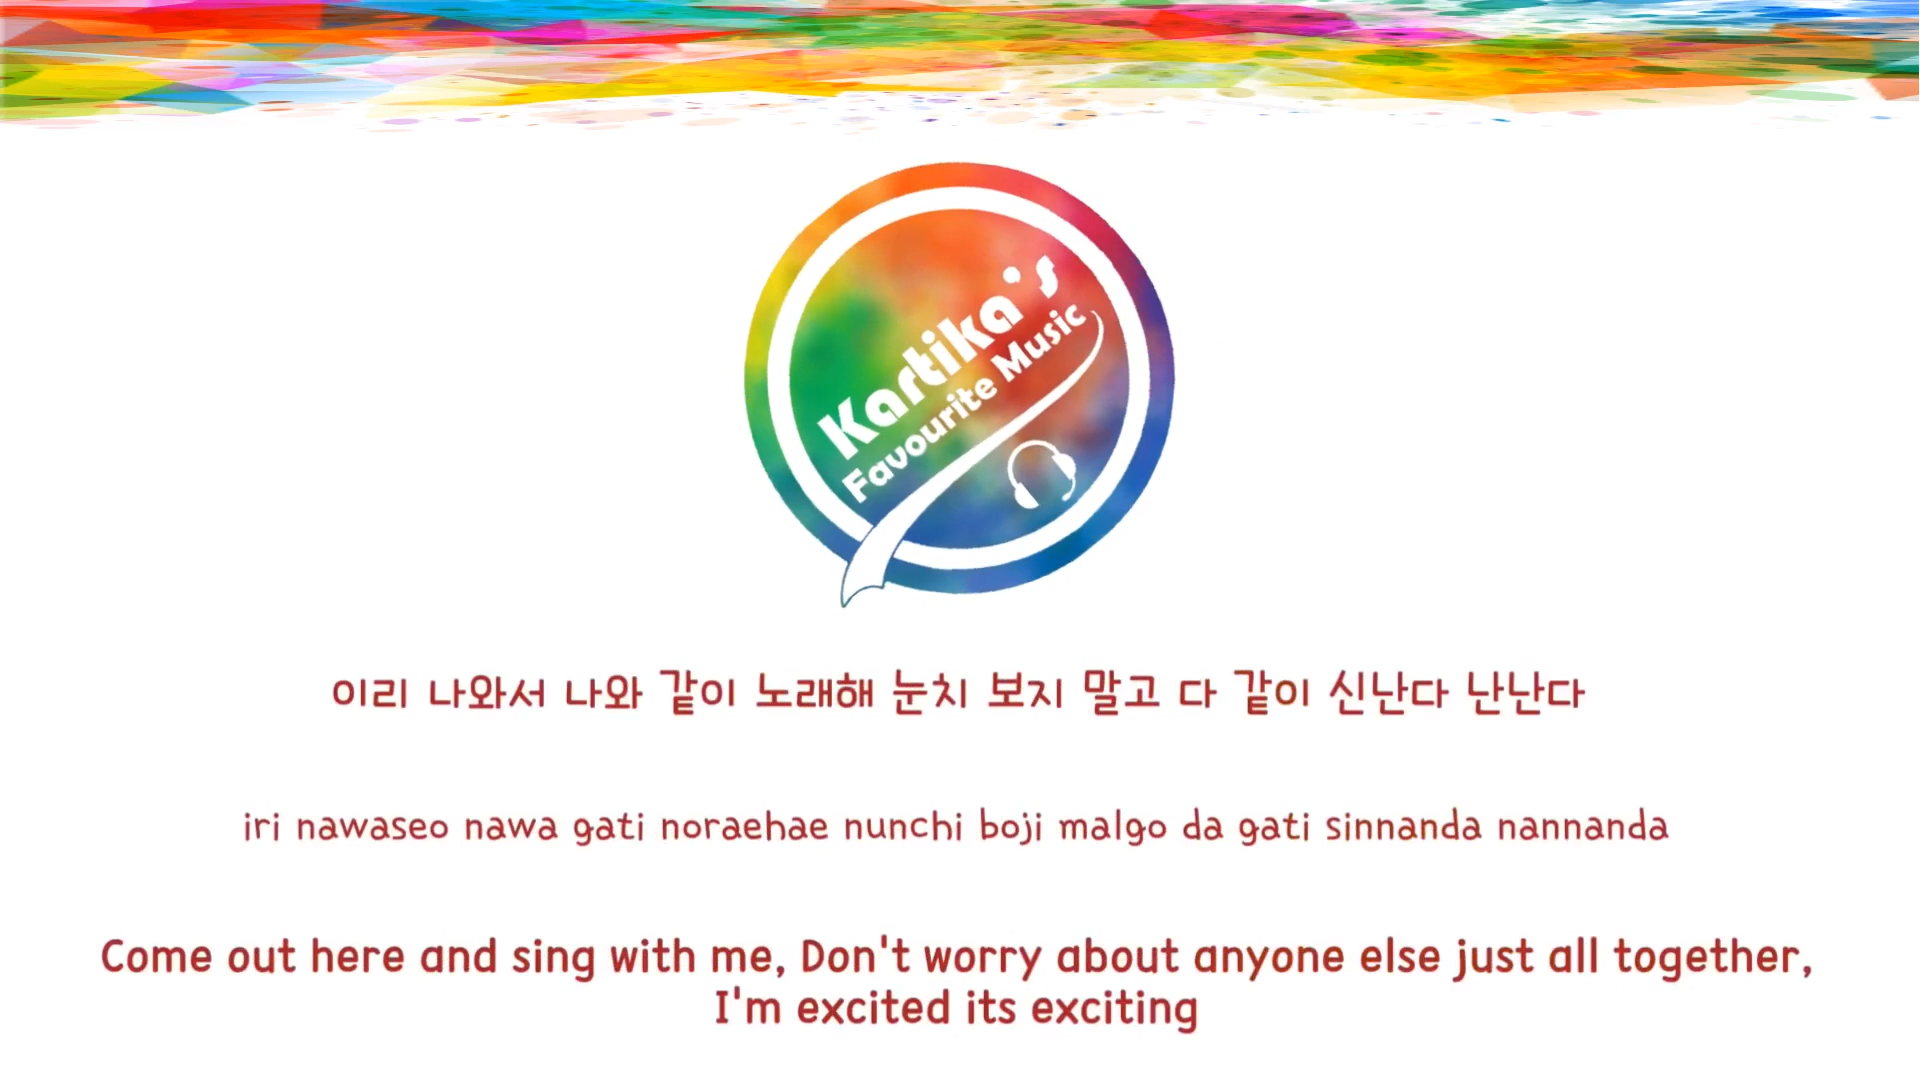 Kartika's
Favourite Music
이리 나와서 나와 같이 노래해 눈치 보지 말고 다 같이 신난다 난난다
iri nawaseo nawa gati noraehae nunchi boji malgo da gati sinnanda nannanda
Come out here and sing with me, Don't worry about anyone else just all together,
I'm excited its exciting